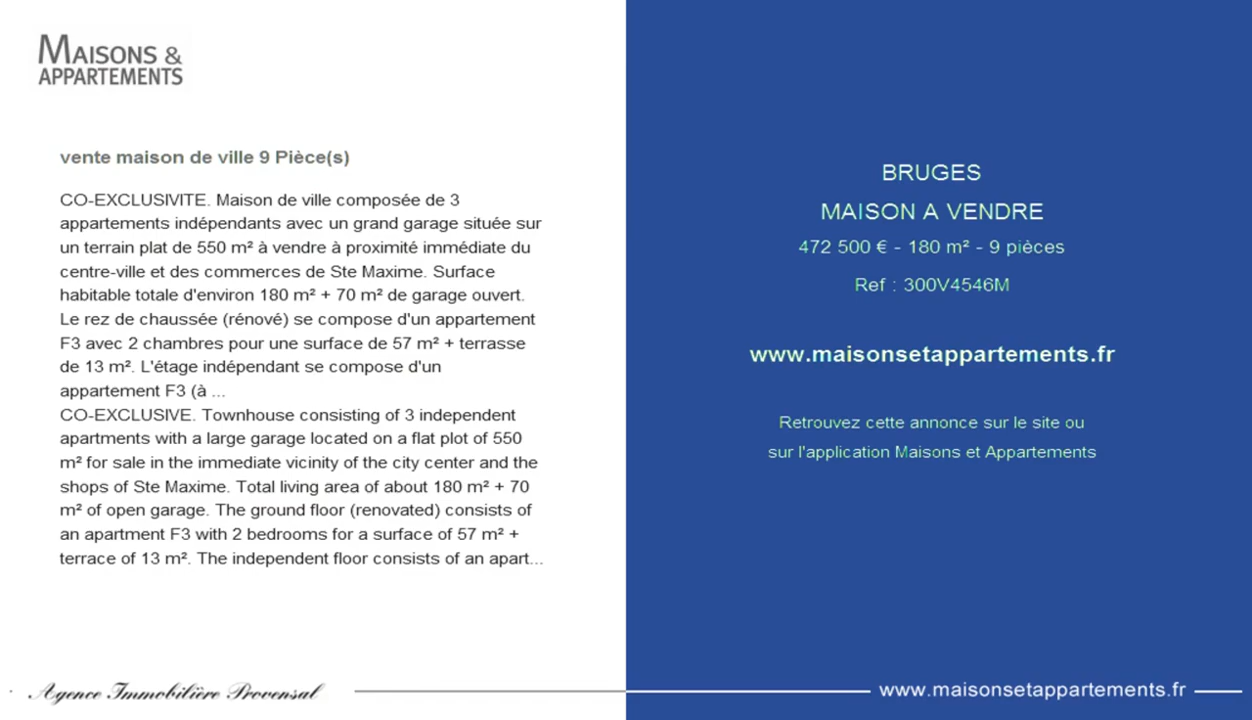 MAISONS &
APPARTEMENTS
vente maison de ville 9 Pièce(s)
CO-EXCLUSIVITE. Maison de ville composée de 3
appartements indépendants avec un grand garage située sur
un terrain plat de 550 m² à vendre à proximité immédiate du
centre-ville et des commerces de Ste Maxime. Surface
habitable totale d'environ 180 m² + 70 m² de garage ouvert.
Le rez de chaussée (rénové) se compose d'un appartement
F3 avec 2 chambres pour une surface de 57 m² + terrasse
de 13 m². L'étage indépendant se compose d'un
appartement F3 (à ...
CO-EXCLUSIVE. Townhouse consisting of 3 independent
apartments with a large garage located on a flat plot of 550
m² for sale in the immediate vicinity of the city center and the
shops of Ste Maxime. Total living area of about 180 m² + 70
m² of open garage. The ground floor (renovated) consists of
an apartment F3 with 2 bedrooms for a surface of 57 m² +
terrace of 13 m². The independent floor consists of an apart...
BRUGES
MAISON A VENDRE
472 500 € - 180 m² - 9 pièces
Ref : 300V4546M
www.maisonsetappartements.fr
Retrouvez cette annonce sur le site ou
sur l'application Maisons et Appartements
Agence Immobilière Provensal
www.maisonsetappartements.fr